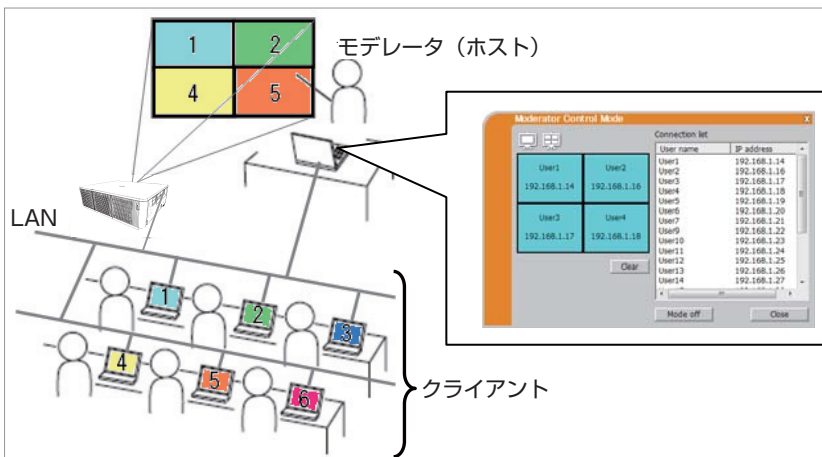 1 2
4 5
モデレータ（ホスト）
LAN
1 2 3
4 5 6
クライアント
Moderator Control Mode X
User1
192.168.1.14
User2
192.168.1.16
User3
192.168.1.17
User4
192.168.1.18
Clear
Connection list
User name IP address
User1 192.168.1.14
User2 192.168.1.16
User3 192.168.1.17
User4 192.168.1.18
User5 192.168.1.19
User6 192.168.1.20
User7 192.168.1.21
User9 192.168.1.22
User10 192.168.1.23
User11 192.168.1.24
User12 192.168.1.25
User13 192.168.1.26
User14 192.168.1.27
Mode off Close